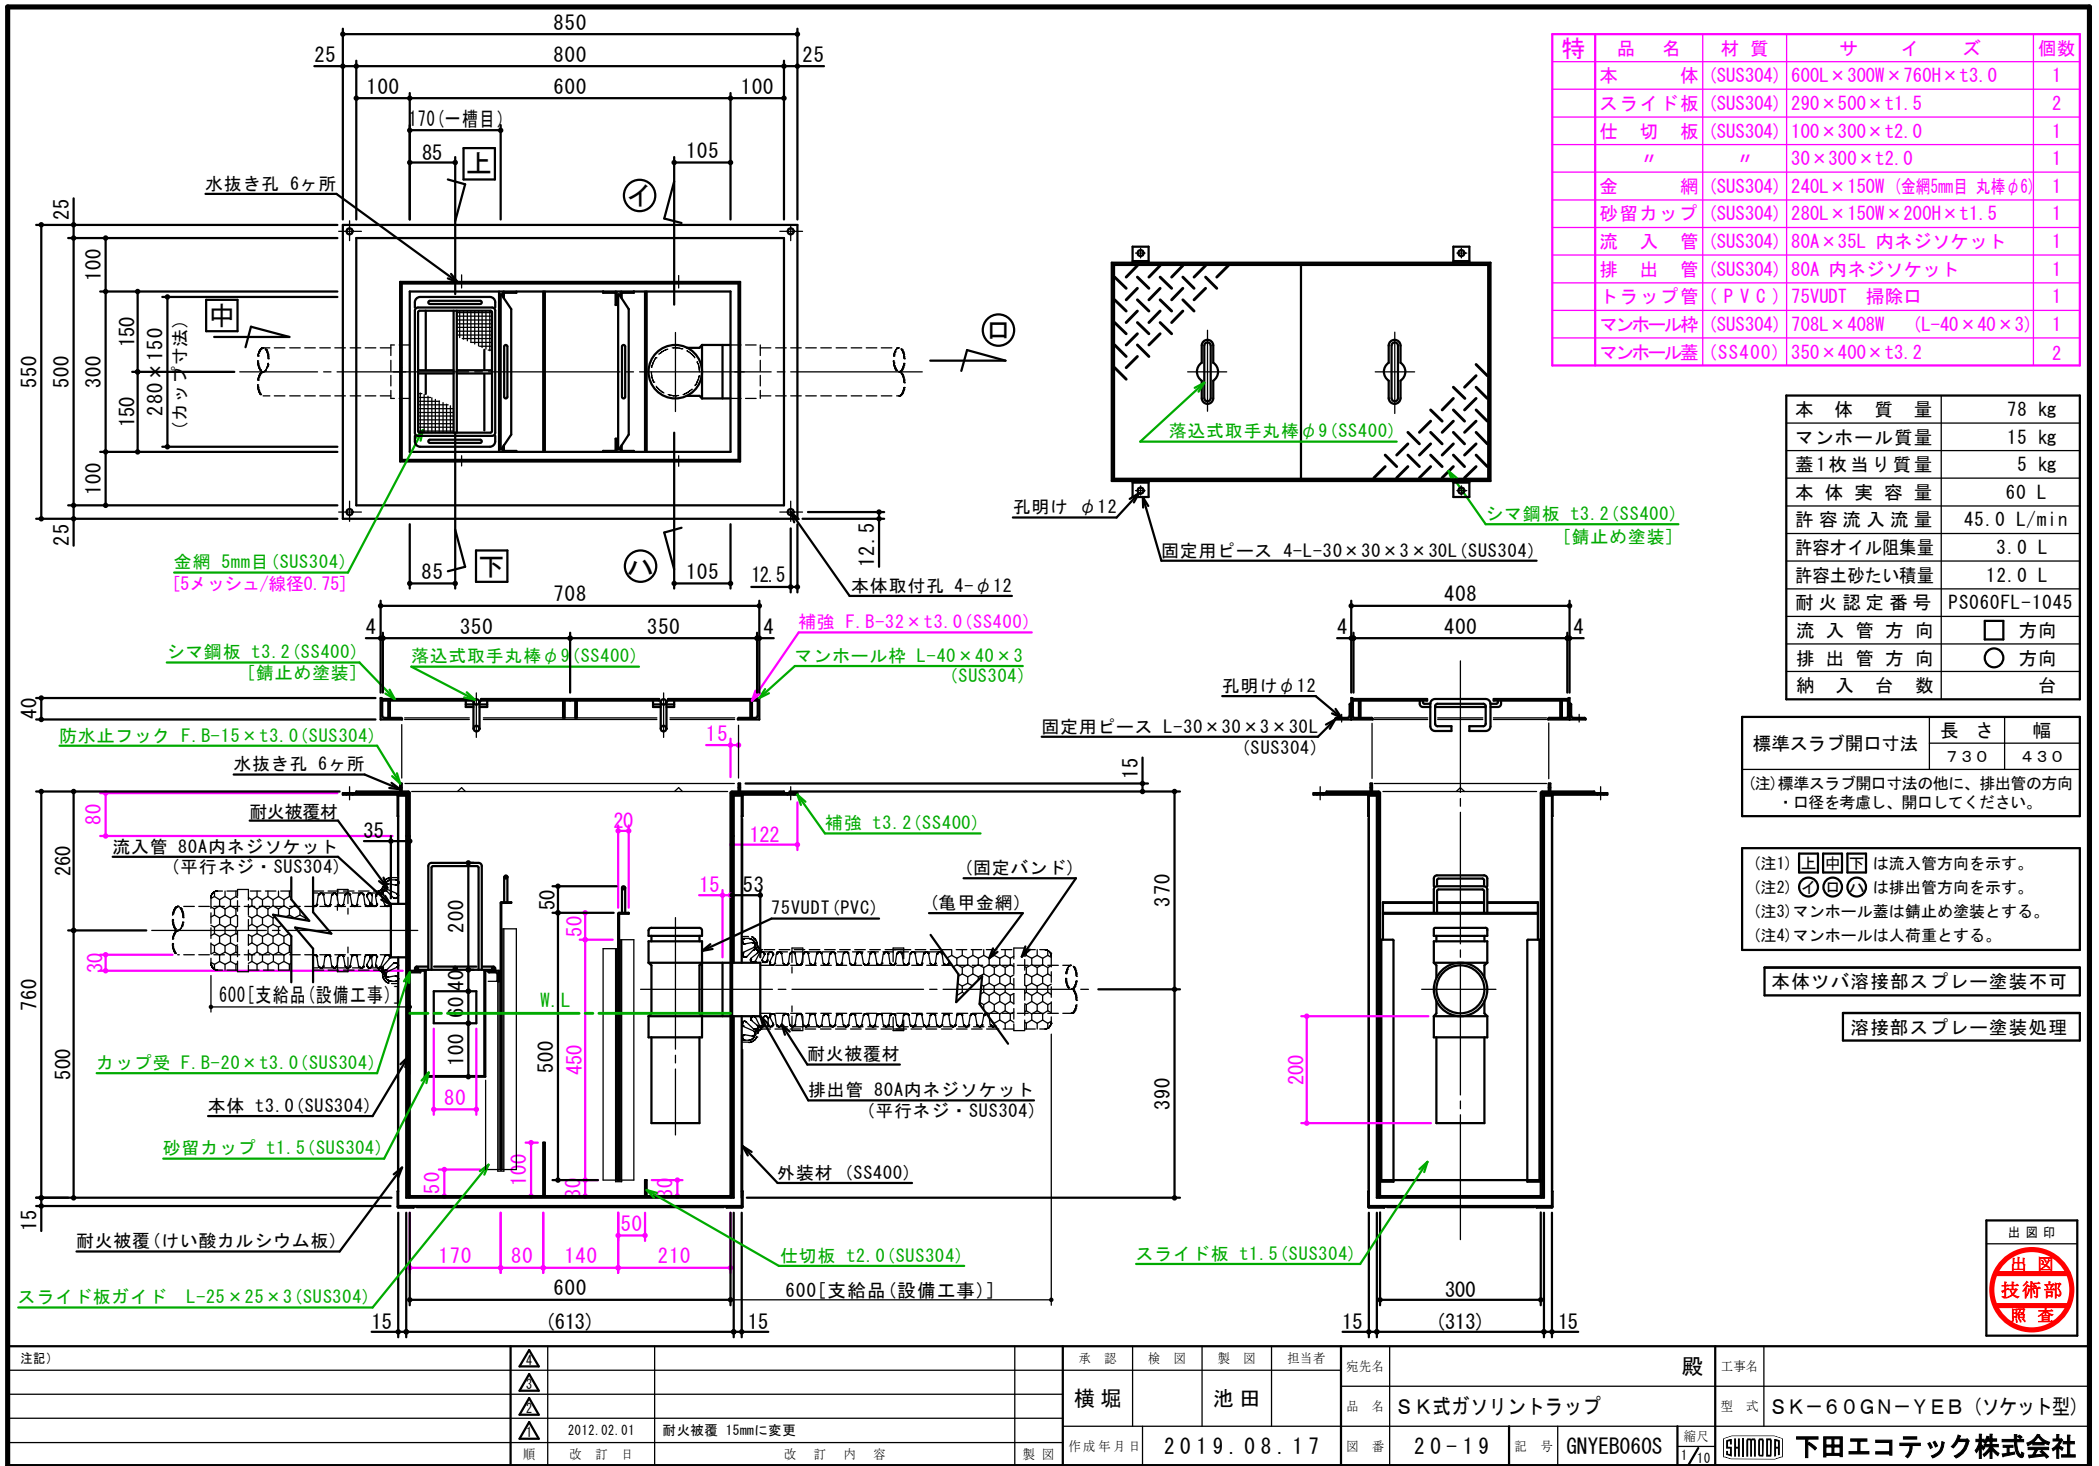 850
25 800 25
100 600 100
170(一槽目)
85 上 105
水抜き孔 6ヶ所
イ
25
100
中
550 500 300 150 280×150
(カップ寸法)
150
ロ
100
25
金網 5mm目(SUS304)
[5メッシュ/線径0.75]
85 下 ハ 105
12.5
12.5
本体取付孔 4-φ12
落込式取手丸棒φ9(SS400)
孔明け φ12
シマ鋼板 t3.2(SS400)
[錆止め塗装]
固定用ピース 4-L-30×30×3×30L(SUS304)
特 品名 材質 サイズ 個数
本体 (SUS304) 600L×300W×760H×t3.0 1
スライド板 (SUS304) 290×500×t1.5 2
仕切板 (SUS304) 100×300×t2.0 1
〃 〃 30×300×t2.0 1
金網 (SUS304) 240L×150W (金網5mm目 丸棒φ6) 1
砂留カップ (SUS304) 280L×150W×200H×t1.5 1
流入管 (SUS304) 80A×35L 内ネジソケット 1
排出管 (SUS304) 80A 内ネジソケット 1
トラップ管 (PVC) 75VUDT 掃除口 1
マンホール枠 (SUS304) 708L×408W (L-40×40×3) 1
マンホール蓋 (SS400) 350×400×t3.2 2
本体質量 78 kg
マンホール質量 15 kg
蓋1枚当り質量 5 kg
本体実容量 60 L
許容流入流量 45.0 L/min
許容オイル阻集量 3.0 L
許容土砂たい積量 12.0 L
耐火認定番号 PS060FL-1045
流入管方向 □ 方向
排出管方向 ○ 方向
納入台数 台
標準スラブ開口寸法 長さ 幅
730 430
(注)標準スラブ開口寸法の他に、排出管の方向
・口径を考慮し、開口してください。
(注1) 上中下 は流入管方向を示す。
(注2) イロハ は排出管方向を示す。
(注3)マンホール蓋は錆止め塗装とする。
(注4)マンホールは人荷重とする。
本体ツバ溶接部スプレー塗装不可
溶接部スプレー塗装処理
708
4 350 350 4
シマ鋼板 t3.2(SS400)
[錆止め塗装]
落込式取手丸棒φ9(SS400)
補強 F.B-32×t3.0(SS400)
マンホール枠 L-40×40×3
(SUS304)
40
防水止フック F.B-15×t3.0(SUS304)
水抜き孔 6ヶ所
15
15
80
耐火被覆材
35
流入管 80A内ネジソケット
(平行ネジ・SUS304)
260
20
122
補強 t3.2(SS400)
(固定バンド)
(亀甲金網)
15 53
75VUDT(PVC)
370
200
50
50
30
600[支給品(設備工事)]
40
60
100
W.L
760
500
カップ受 F.B-20×t3.0(SUS304)
本体 t3.0(SUS304)
80
砂留カップ t1.5(SUS304)
500 450
耐火被覆材
排出管 80A内ネジソケット
(平行ネジ・SUS304)
390
50
100
30
30
外装材 (SS400)
15
耐火被覆(けい酸カルシウム板)
50
170 80 140 210
仕切板 t2.0(SUS304)
スライド板ガイド L-25×25×3(SUS304)
600
600[支給品(設備工事)]
15 (613) 15
408
4 400 4
孔明けφ12
固定用ピース L-30×30×3×30L
(SUS304)
200
スライド板 t1.5(SUS304)
300
15 (313) 15
出図印
出図
技術部
照査
注記)
4
3
2
1 2012.02.01 耐火被覆 15mmに変更
順 改訂日 改訂内容 製図
承認 検図 製図 担当者
横堀 池田
作成年月日 2019.08.17
宛先名 殿
工事名
品名 SK式ガソリントラップ
型式 SK-60GN-YEB (ソケット型)
図番 20-19 記号 GNYEB060S 縮尺 1/10
SHIMODA 下田エコテック株式会社